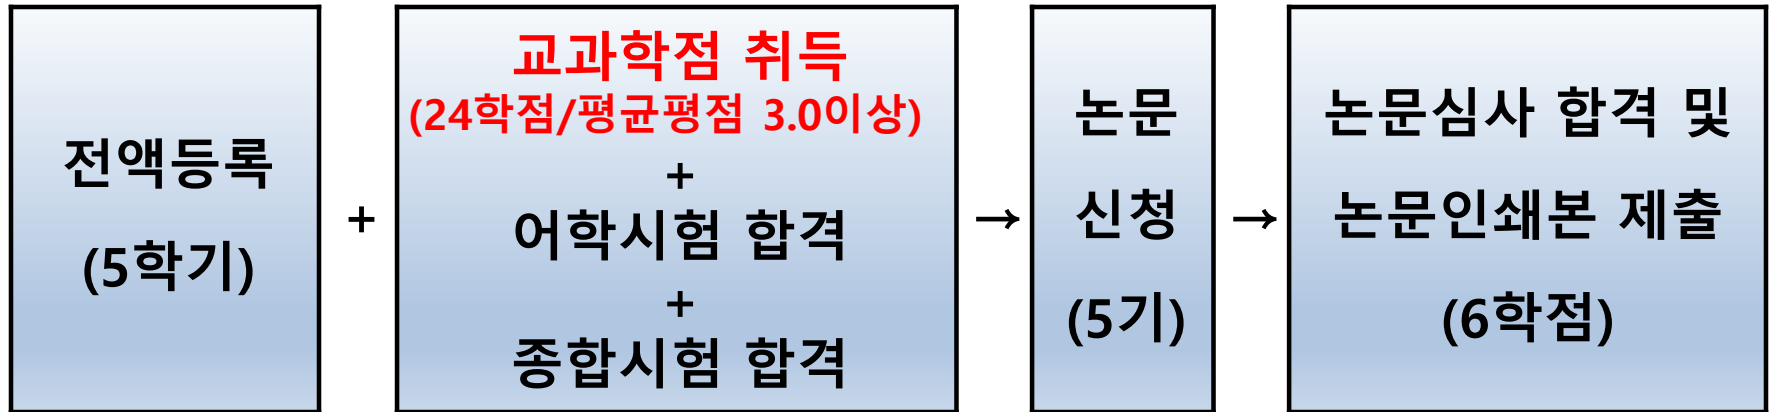 전액등록
(5학기)
+
교과학점 취득
(24학점/평균평점 3.0이상)
+
어학시험 합격
+
종합시험 합격
→
논문
신청
(5기)
→
논문심사 합격 및
논문인쇄본 제출
(6학점)